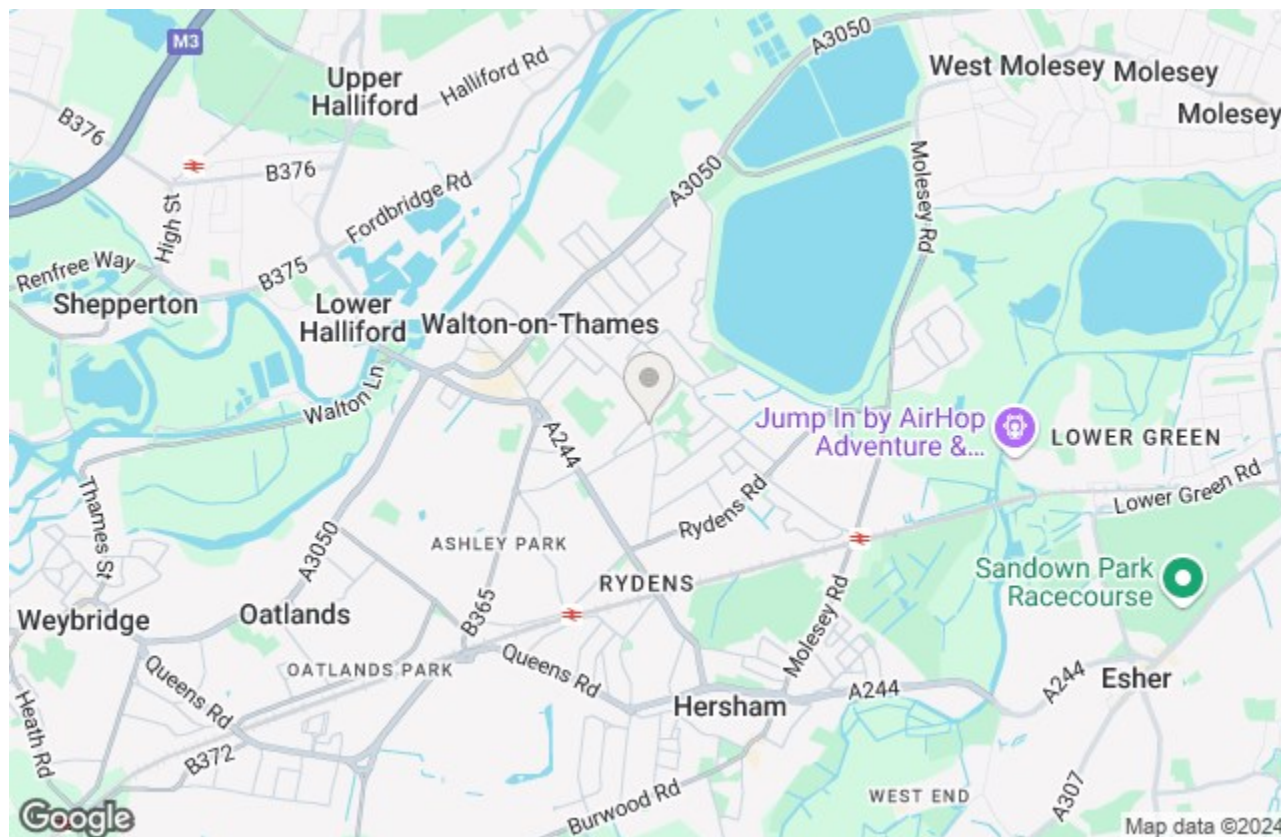 M3
Upper
Halliford
Halliford Rd
A3050
West Molesey
Molesey
Molesey
B376
B376
High St
Fordbridge Rd
A3050
Molesey Rd
Renfree Way
B375
Shepperton
Lower
Halliford
Walton-on-Thames
Walton Ln
A244
Jump In by AirHop
Adventure &...
LOWER GREEN
Thames St
A3050
Rydens Rd
Lower Green Rd
ASHLEY PARK
RYDENS
Sandown Park
Racecourse
Weybridge
Oatlands
B365
Molesey Rd
OATLANDS PARK
Queens Rd
Queens Rd
Hersham
A244
A244
Esher
Heath Rd
B372
Burwood Rd
WEST END
A307
Google
Map data ©2024